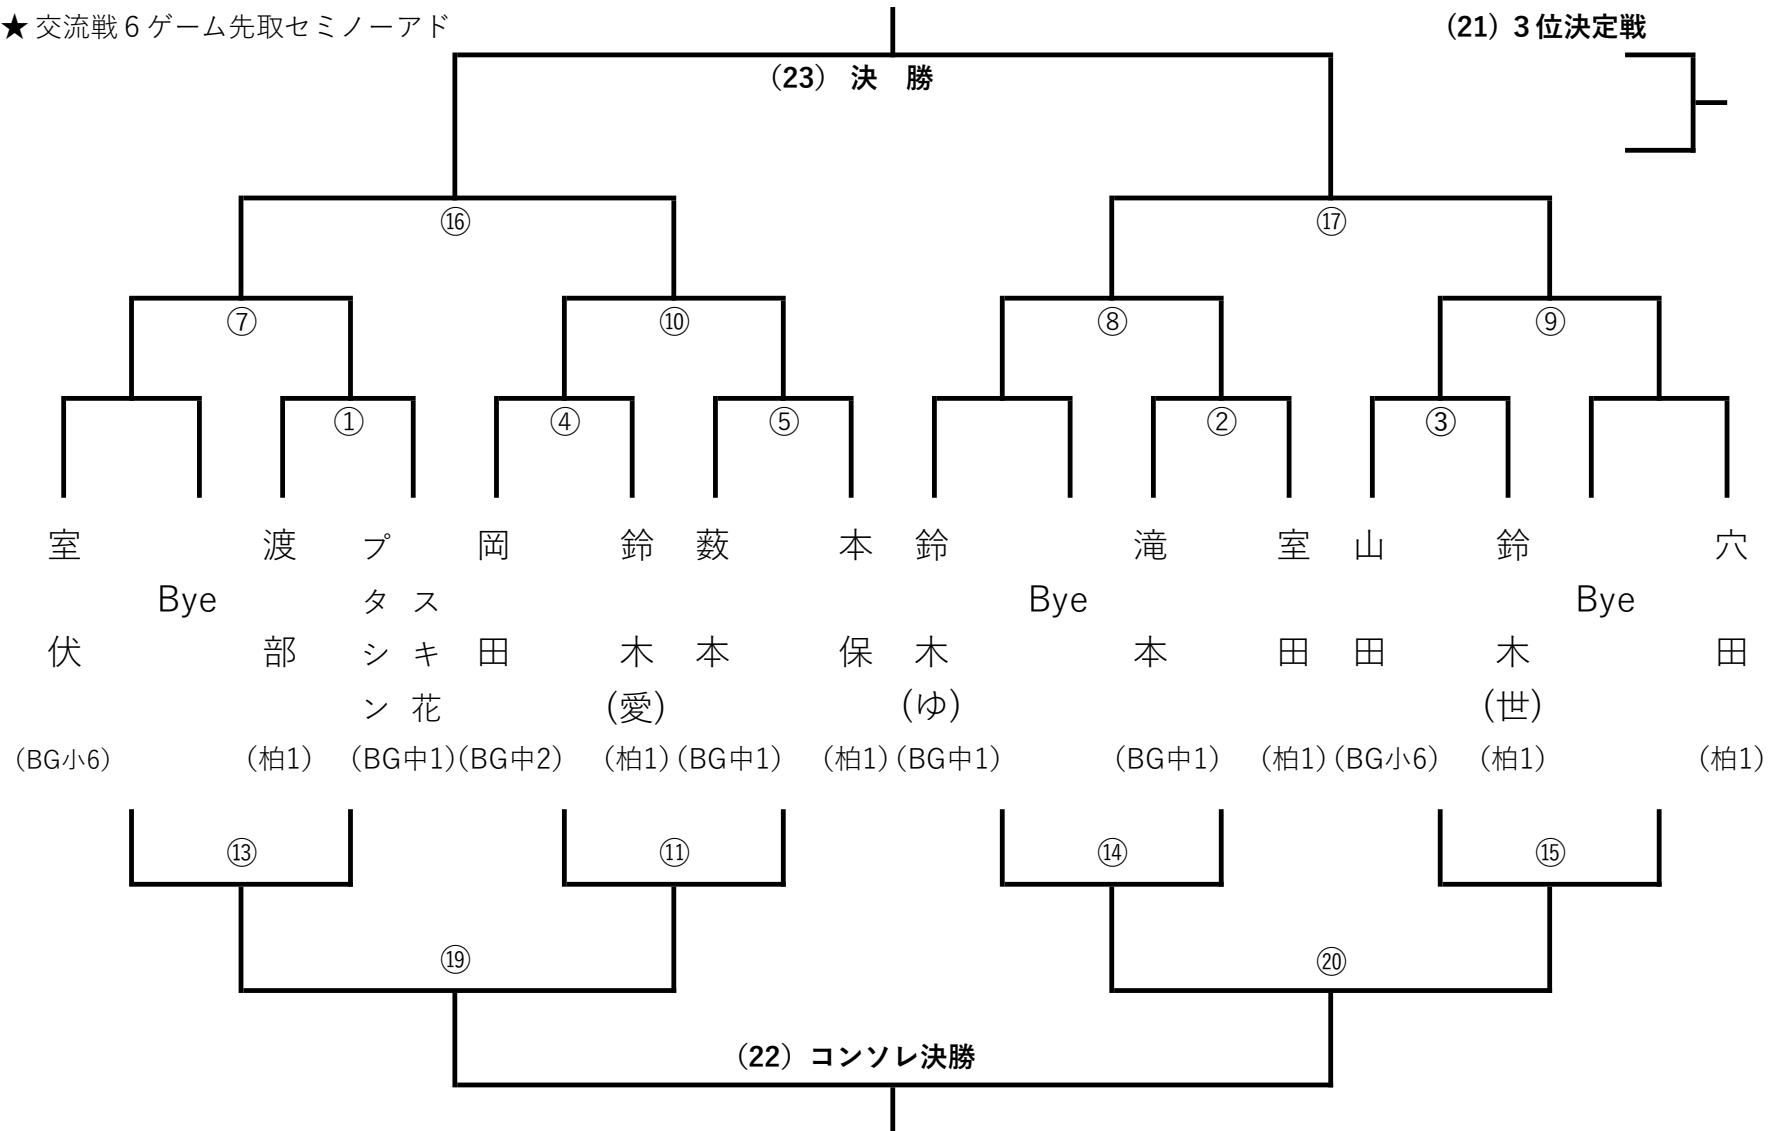 ★ 交流戦６ゲーム先取セミノーアド
(21) ３位決定戦
(23) 決　勝
⑯ ⑰
⑦ ⑩ ⑧ ⑨
① ④ ⑤ ② ③
室伏
Bye
渡部
プタシン
スキ花
岡田
鈴木(愛)
薮本
本保
鈴木(ゆ)
Bye
滝本
室田
山田
鈴木(世)
Bye
穴田
(BG小6) (柏1) (BG中1) (BG中2) (柏1) (BG中1) (柏1) (BG中1) (BG中1) (柏1) (BG小6) (柏1) (柏1)
⑬ ⑪ ⑭ ⑮
⑲ ⑳
(22) コンソレ決勝